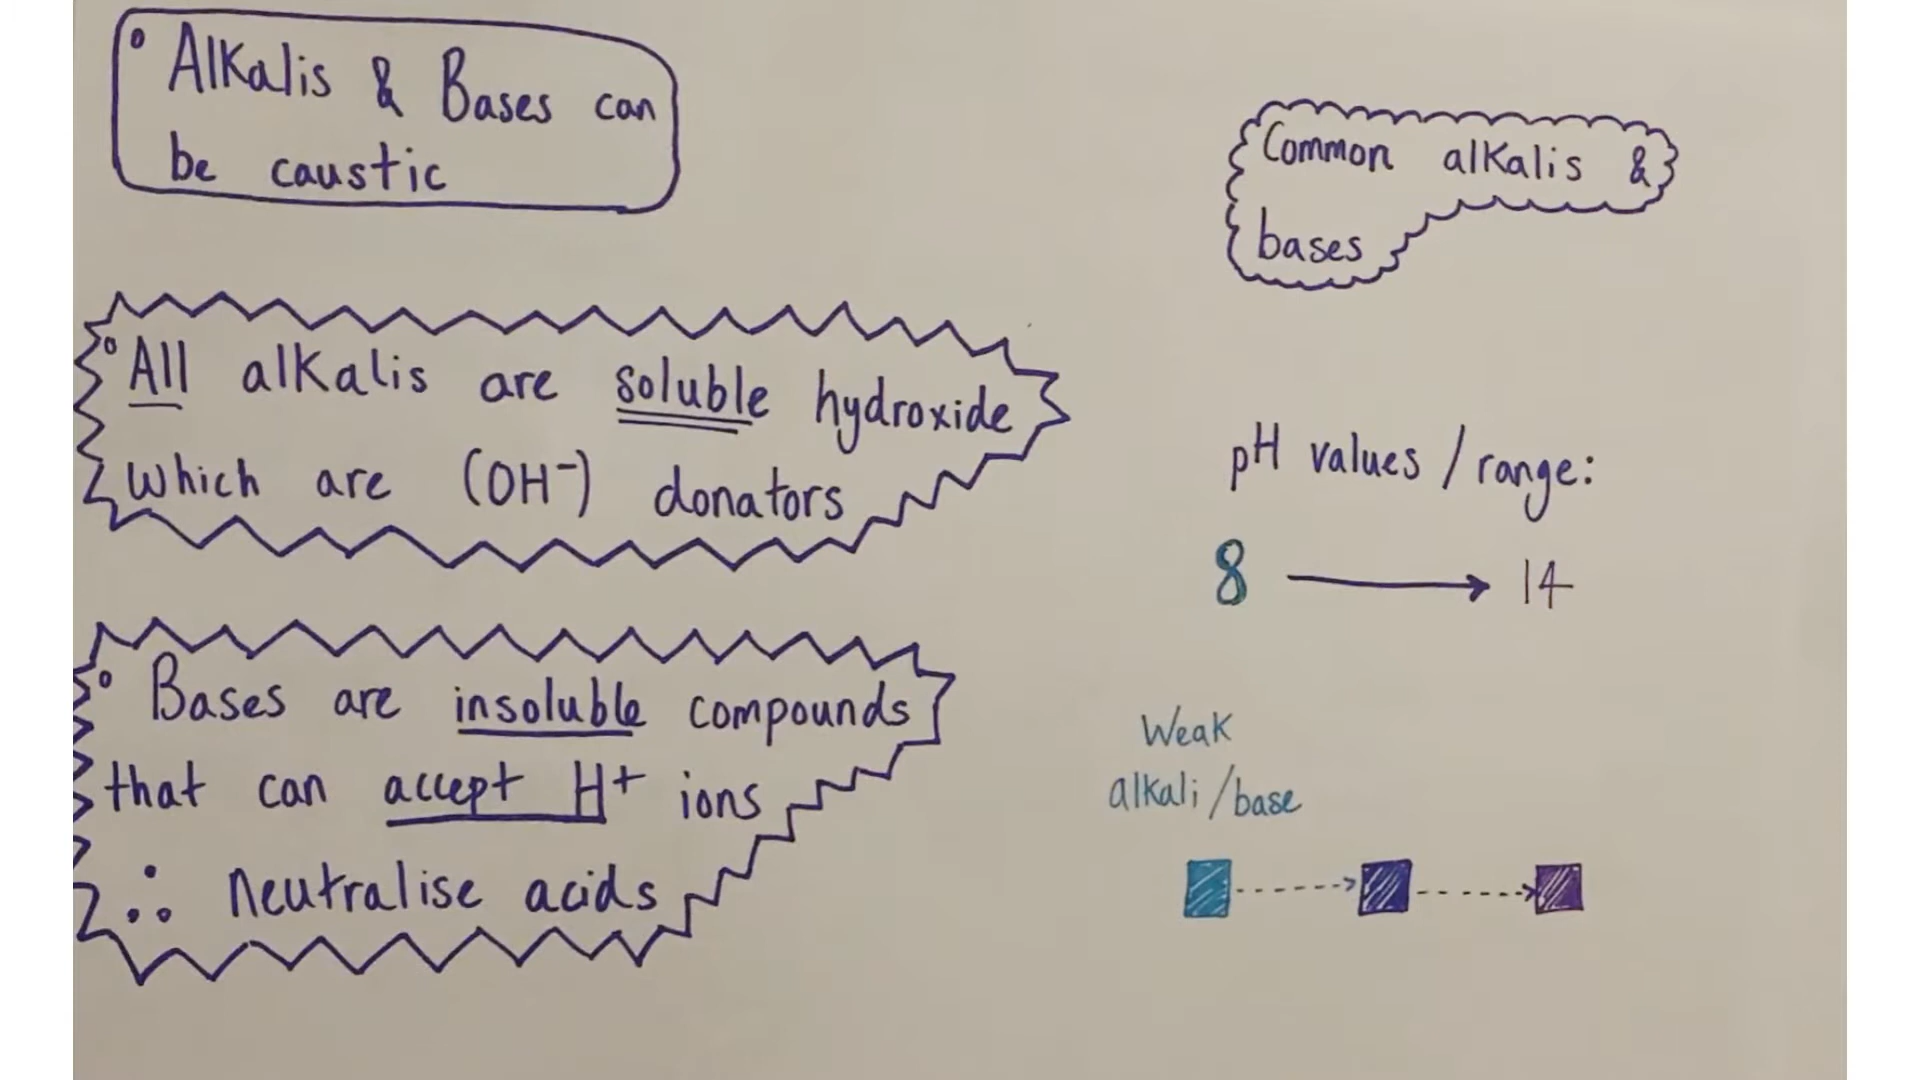 ° Alkalis & Bases can
be caustic
° All alkalis are soluble hydroxide
which are (OH⁻) donators
° Bases are insoluble compounds
that can accept H⁺ ions
∴ neutralise acids
Common alkalis &
bases
pH values / range:
8 → 14
Weak
alkali/base